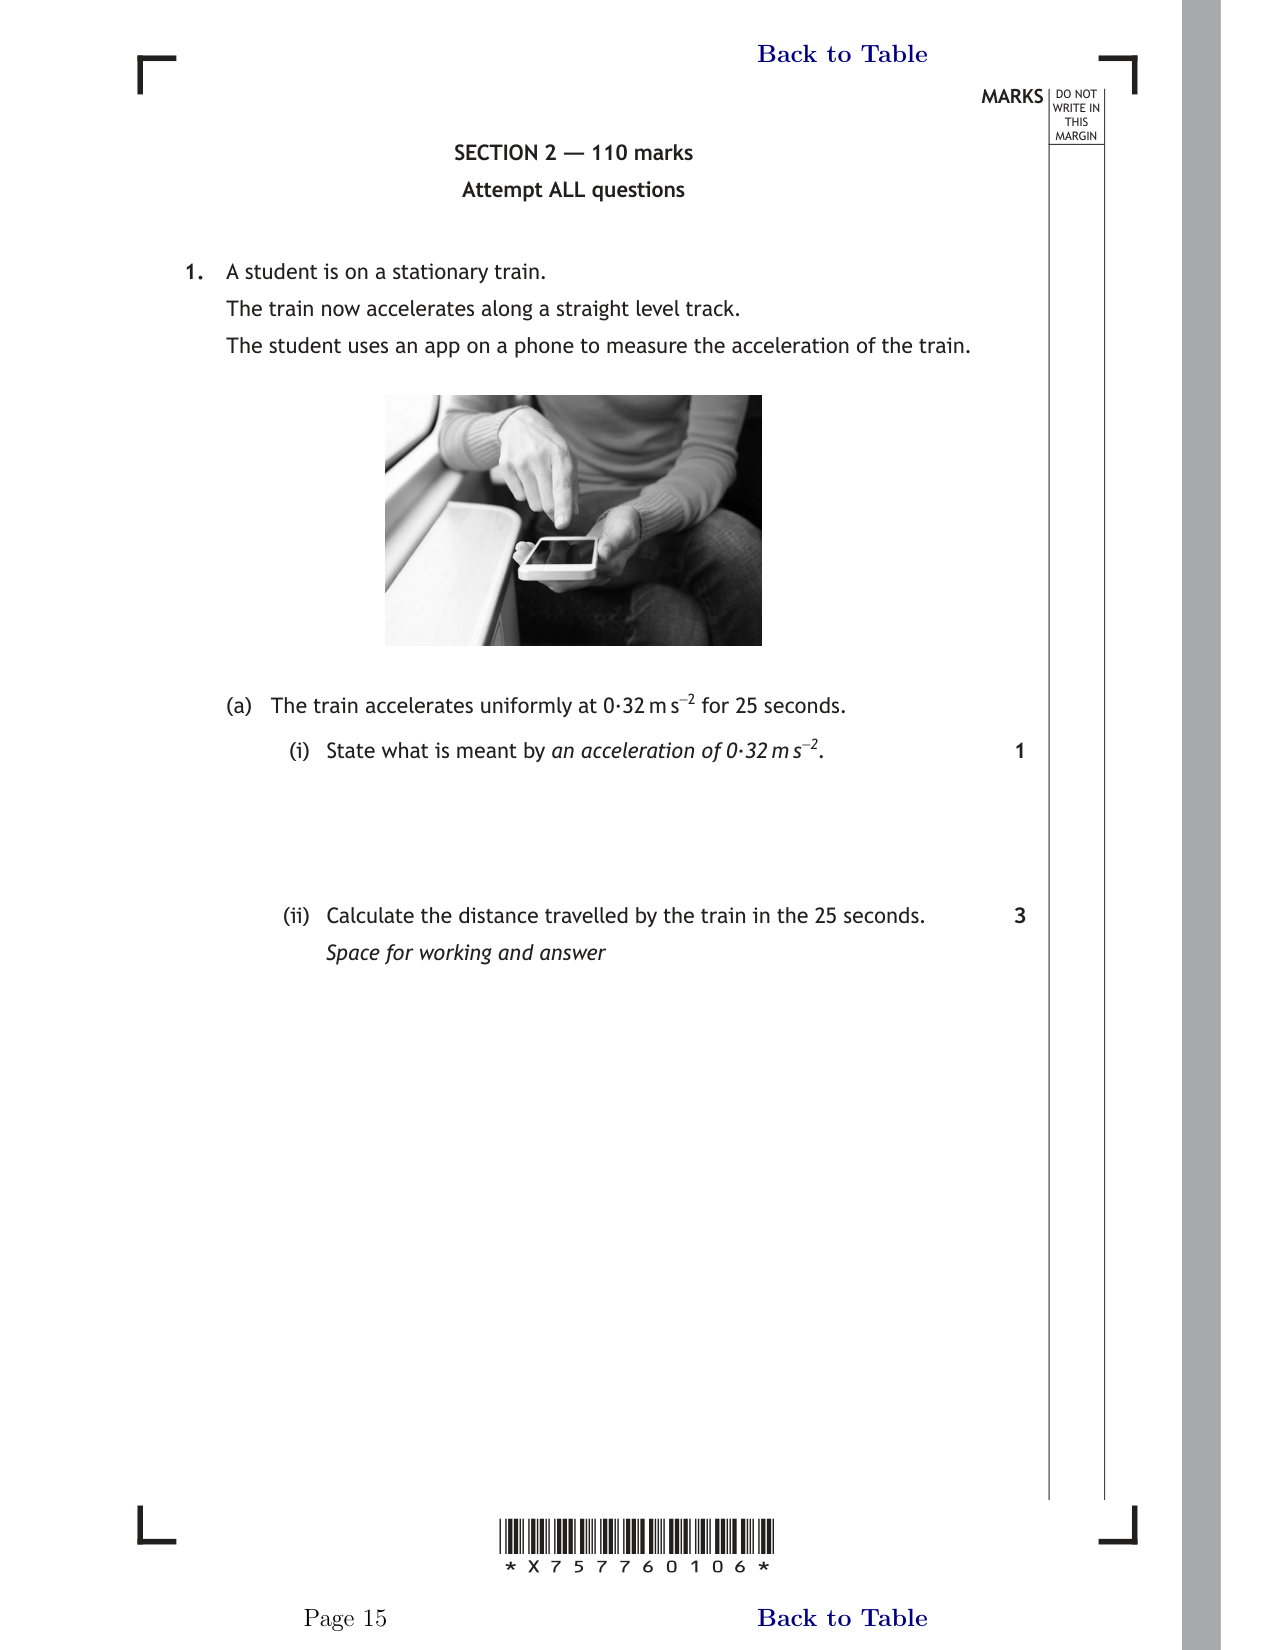 Back to Table
MARKS
DO NOT
WRITE IN
THIS
MARGIN
SECTION 2 — 110 marks
Attempt ALL questions
1. A student is on a stationary train.
The train now accelerates along a straight level track.
The student uses an app on a phone to measure the acceleration of the train.
(a) The train accelerates uniformly at 0·32 m s⁻² for 25 seconds.
(i) State what is meant by an acceleration of 0·32 m s⁻². 1
(ii) Calculate the distance travelled by the train in the 25 seconds. 3
Space for working and answer
* X 7 5 7 7 6 0 1 0 6 *
Page 15
Back to Table